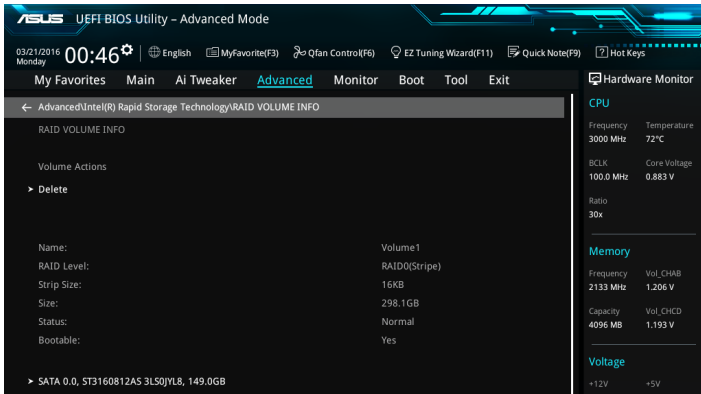 ASUS UEFI BIOS Utility – Advanced Mode
03/21/2016 Monday 00:46 English MyFavorite(F3) Qfan Control(F6) EZ Tuning Wizard(F11) Quick Note(F9) ? Hot Keys
My Favorites Main Ai Tweaker Advanced Monitor Boot Tool Exit
Hardware Monitor
← Advanced\Intel(R) Rapid Storage Technology\RAID VOLUME INFO
RAID VOLUME INFO
Volume Actions
> Delete
Name: Volume1
RAID Level: RAID0(Stripe)
Strip Size: 16KB
Size: 298.1GB
Status: Normal
Bootable: Yes
> SATA 0.0, ST3160812AS 3LS0JYL8, 149.0GB
CPU
Frequency Temperature
3000 MHz 72°C
BCLK Core Voltage
100.0 MHz 0.883 V
Ratio
30x
Memory
Frequency Vol_CHAB
2133 MHz 1.206 V
Capacity Vol_CHCD
4096 MB 1.193 V
Voltage
+12V +5V